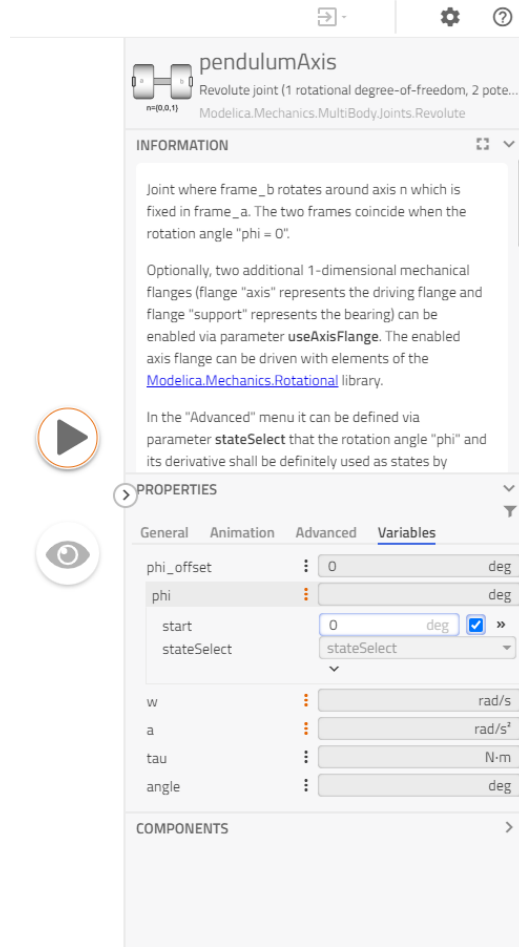 pendulumAxis
Revolute joint (1 rotational degree-of-freedom, 2 pote...
a b
n={0,0,1}
Modelica.Mechanics.MultiBody.Joints.Revolute
INFORMATION
Joint where frame_b rotates around axis n which is
fixed in frame_a. The two frames coincide when the
rotation angle "phi = 0".
Optionally, two additional 1-dimensional mechanical
flanges (flange "axis" represents the driving flange and
flange "support" represents the bearing) can be
enabled via parameter useAxisFlange. The enabled
axis flange can be driven with elements of the
Modelica.Mechanics.Rotational library.
In the "Advanced" menu it can be defined via
parameter stateSelect that the rotation angle "phi" and
its derivative shall be definitely used as states by
PROPERTIES
General Animation Advanced Variables
phi_offset 0 deg
phi deg
start 0 deg
stateSelect stateSelect
w rad/s
a rad/s²
tau N·m
angle deg
COMPONENTS